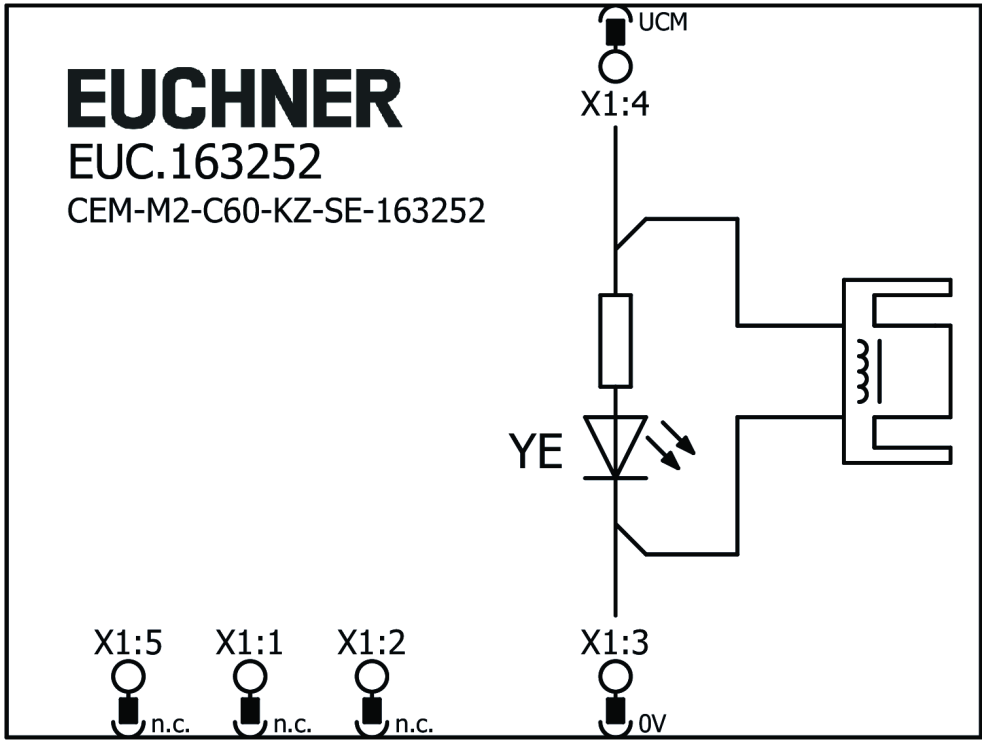 UCM
EUCHNER
X1:4
EUC.163252
CEM-M2-C60-KZ-SE-163252
YE
X1:5 X1:1 X1:2 X1:3
n.c. n.c. n.c. 0V